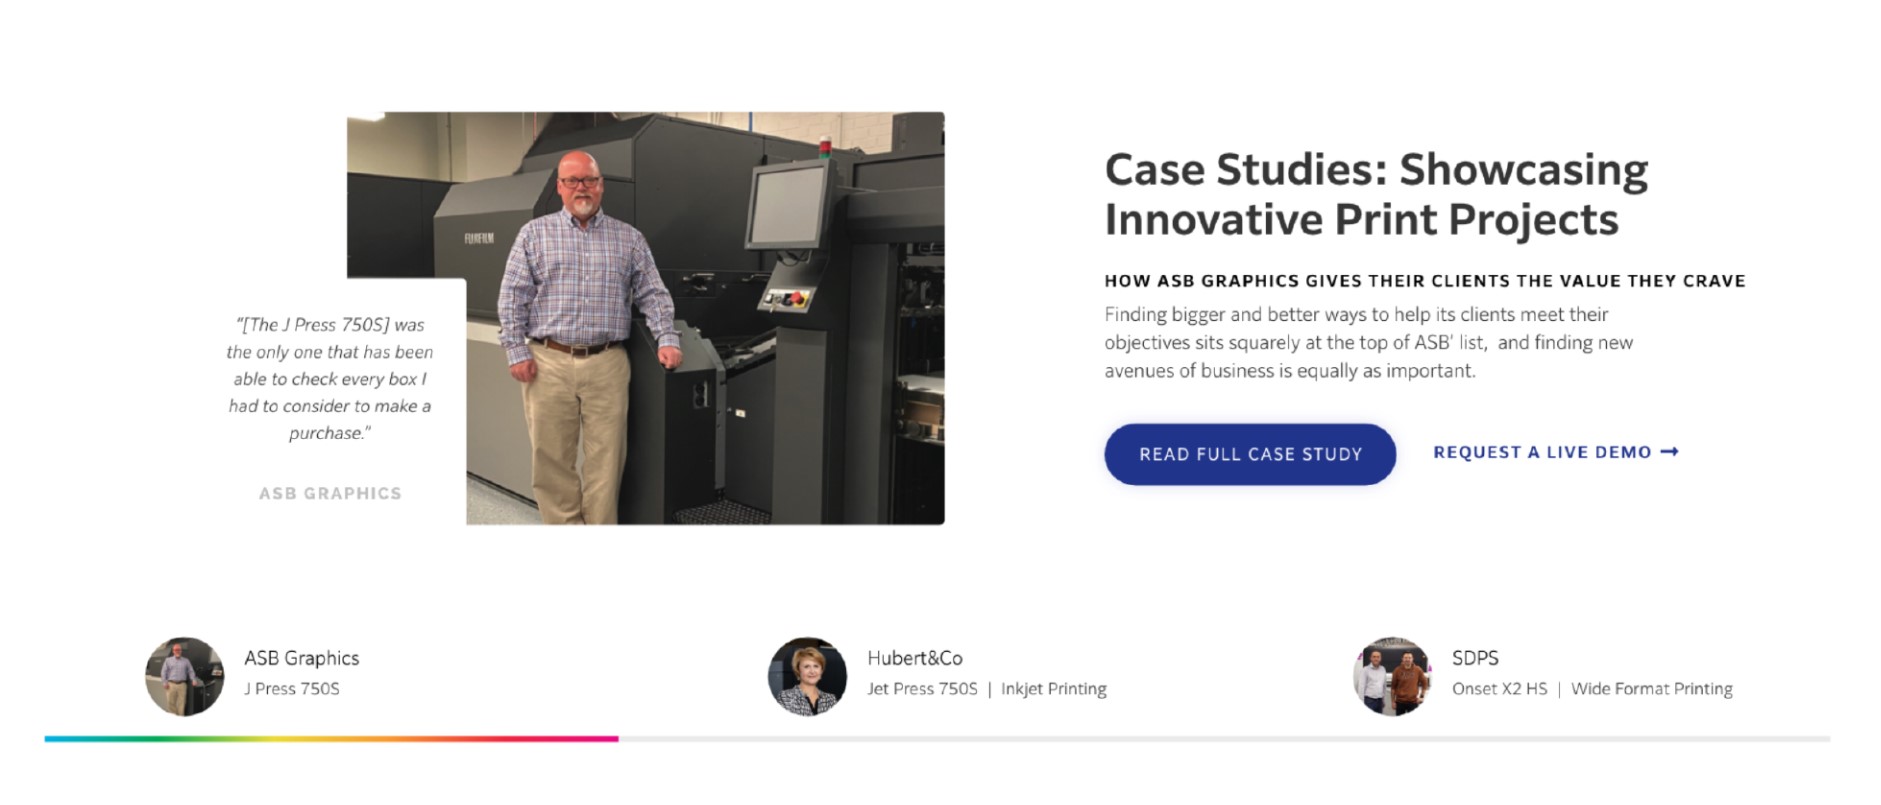 FUJIFILM
"[The J Press 750S] was
the only one that has been
able to check every box I
had to consider to make a
purchase."
ASB GRAPHICS
Case Studies: Showcasing
Innovative Print Projects
HOW ASB GRAPHICS GIVES THEIR CLIENTS THE VALUE THEY CRAVE
Finding bigger and better ways to help its clients meet their
objectives sits squarely at the top of ASB' list, and finding new
avenues of business is equally as important.
READ FULL CASE STUDY
REQUEST A LIVE DEMO →
ASB Graphics
J Press 750S
Hubert&Co
Jet Press 750S | Inkjet Printing
SDPS
Onset X2 HS | Wide Format Printing